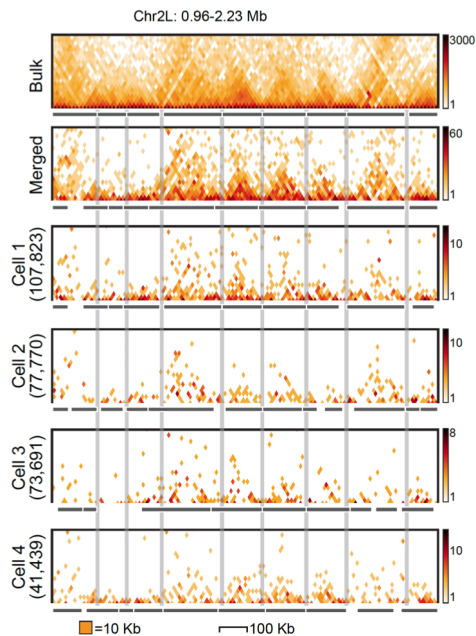 Chr2L: 0.96-2.23 Mb
Bulk
3000
1
Merged
60
1
Cell 1
(107,823)
10
1
Cell 2
(77,770)
10
1
Cell 3
(73,691)
8
1
Cell 4
(41,439)
10
1
=10 Kb
100 Kb